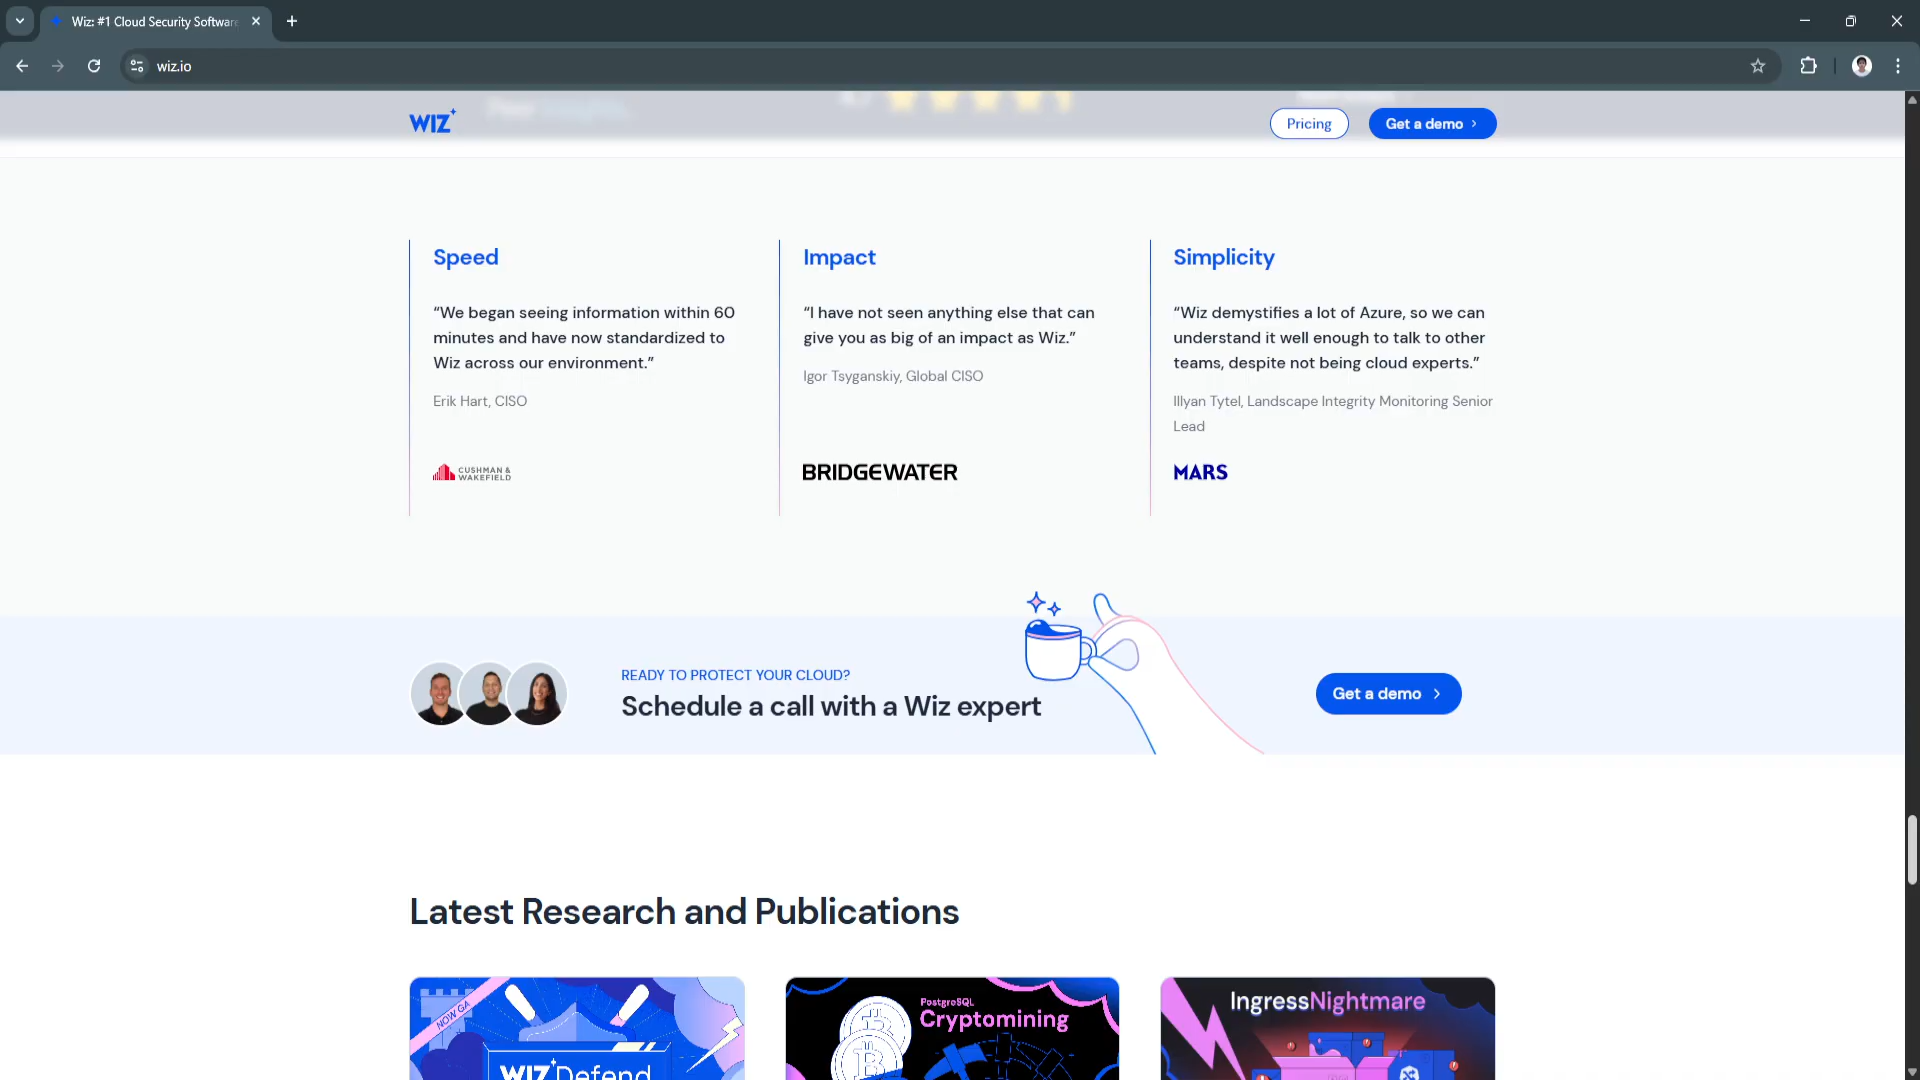 Wiz: #1 Cloud Security Software
wiz.io
WIZ
Pricing
Get a demo
Speed
Impact
Simplicity
“We began seeing information within 60
minutes and have now standardized to
Wiz across our environment.”
Erik Hart, CISO
CUSHMAN &
WAKEFIELD
“I have not seen anything else that can
give you as big of an impact as Wiz.”
Igor Tsyganskiy, Global CISO
BRIDGEWATER
“Wiz demystifies a lot of Azure, so we can
understand it well enough to talk to other
teams, despite not being cloud experts.”
Illyan Tytel, Landscape Integrity Monitoring Senior
Lead
MARS
READY TO PROTECT YOUR CLOUD?
Schedule a call with a Wiz expert
Get a demo
Latest Research and Publications
NOW GA
WIZ Defend
PostgreSQL
Cryptomining
IngressNightmare